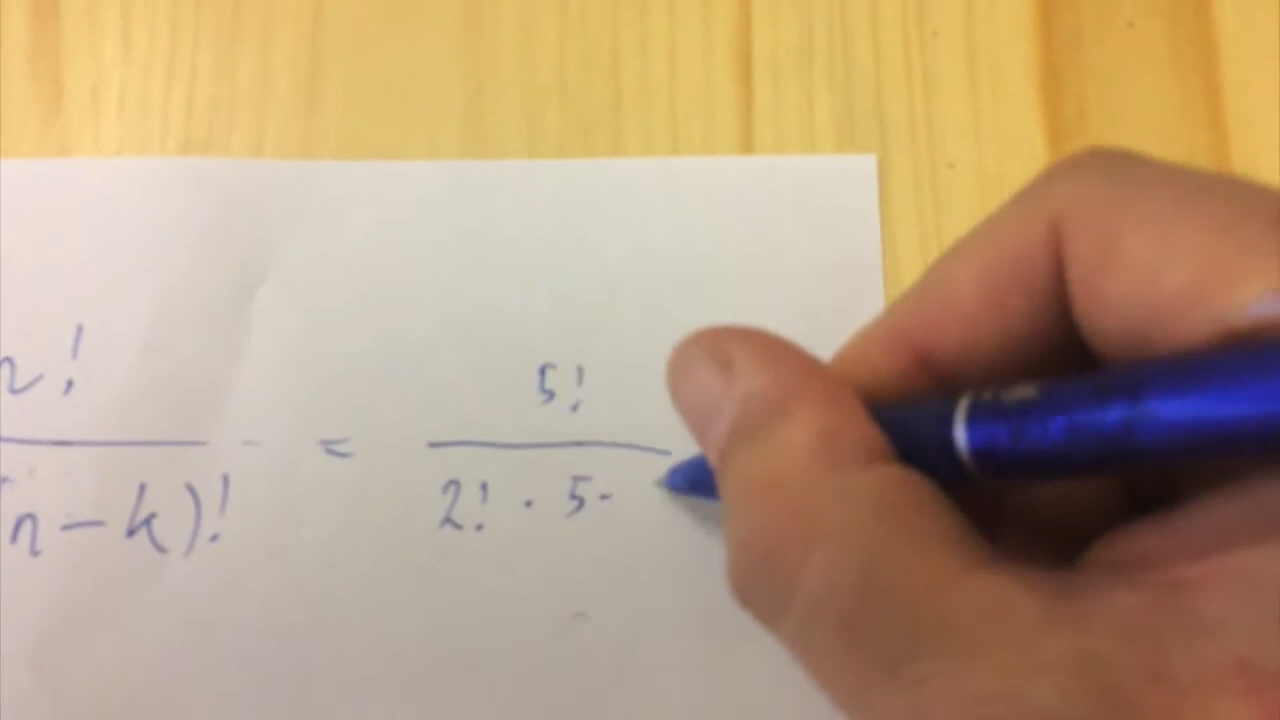 n! / (n-k)! = 5! / 2! · 5-